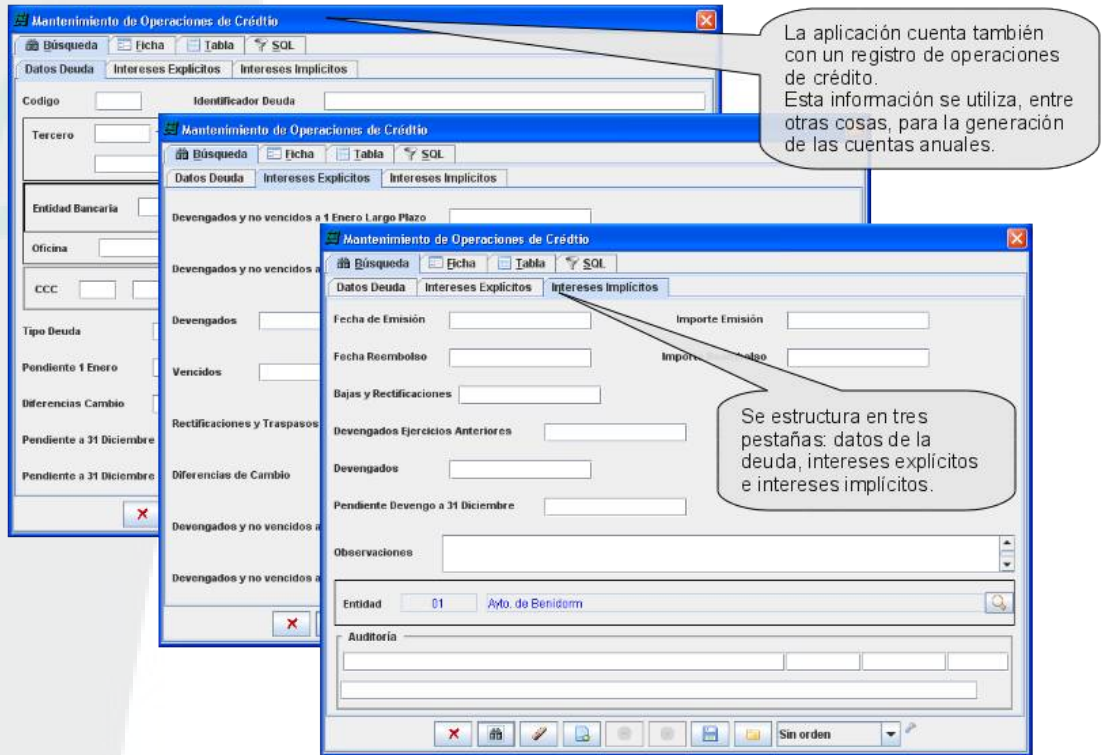 Mantenimiento de Operaciones de Crédtio
Búsqueda Ficha Tabla SQL
Datos Deuda Intereses Explícitos Intereses Implícitos
Codigo Identificador Deuda
Tercero
Entidad Bancaria
Oficina
CCC
Tipo Deuda
Pendiente 1 Enero
Diferencias Cambio
Pendiente a 31 Diciembre
Pendiente a 31 Diciembre
La aplicación cuenta también
con un registro de operaciones
de crédito.
Esta información se utiliza, entre
otras cosas, para la generación
de las cuentas anuales.
Mantenimiento de Operaciones de Crédtio
Búsqueda Ficha Tabla SQL
Datos Deuda Intereses Explícitos Intereses Implícitos
Devengados y no vencidos a 1 Enero Largo Plazo
Devengados y no vencidos a
Devengados
Vencidos
Rectificaciones y Traspasos
Diferencias de Cambio
Devengados y no vencidos a
Devengados y no vencidos a
Mantenimiento de Operaciones de Crédtio
Búsqueda Ficha Tabla SQL
Datos Deuda Intereses Explícitos Intereses Implícitos
Fecha de Emisión Importe Emisión
Fecha Reembolso
Bajas y Rectificaciones
Devengados Ejercicios Anteriores
Devengados
Pendiente Devengo a 31 Diciembre
Observaciones
Entidad 01 Ayto. de Benidorm
Auditoría
Sin orden
Se estructura en tres
pestañas: datos de la
deuda, intereses explícitos
e intereses implícitos.